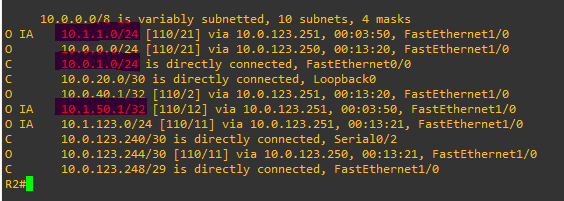 10.0.0.0/8 is variably subnetted, 10 subnets, 4 masks
O IA 10.1.1.0/24 [110/21] via 10.0.123.251, 00:03:50, FastEthernet1/0
O 10.0.0.0/24 [110/21] via 10.0.123.250, 00:13:20, FastEthernet1/0
C 10.0.1.0/24 is directly connected, FastEthernet0/0
C 10.0.20.0/30 is directly connected, Loopback0
O 10.0.40.1/32 [110/2] via 10.0.123.250, 00:13:20, FastEthernet1/0
O IA 10.1.50.1/32 [110/12] via 10.0.123.251, 00:03:50, FastEthernet1/0
O IA 10.1.123.0/24 [110/11] via 10.0.123.251, 00:13:21, FastEthernet1/0
C 10.0.123.240/30 is directly connected, Serial0/2
O 10.0.123.244/30 [110/11] via 10.0.123.250, 00:13:21, FastEthernet1/0
C 10.0.123.248/29 is directly connected, FastEthernet1/0
R2#